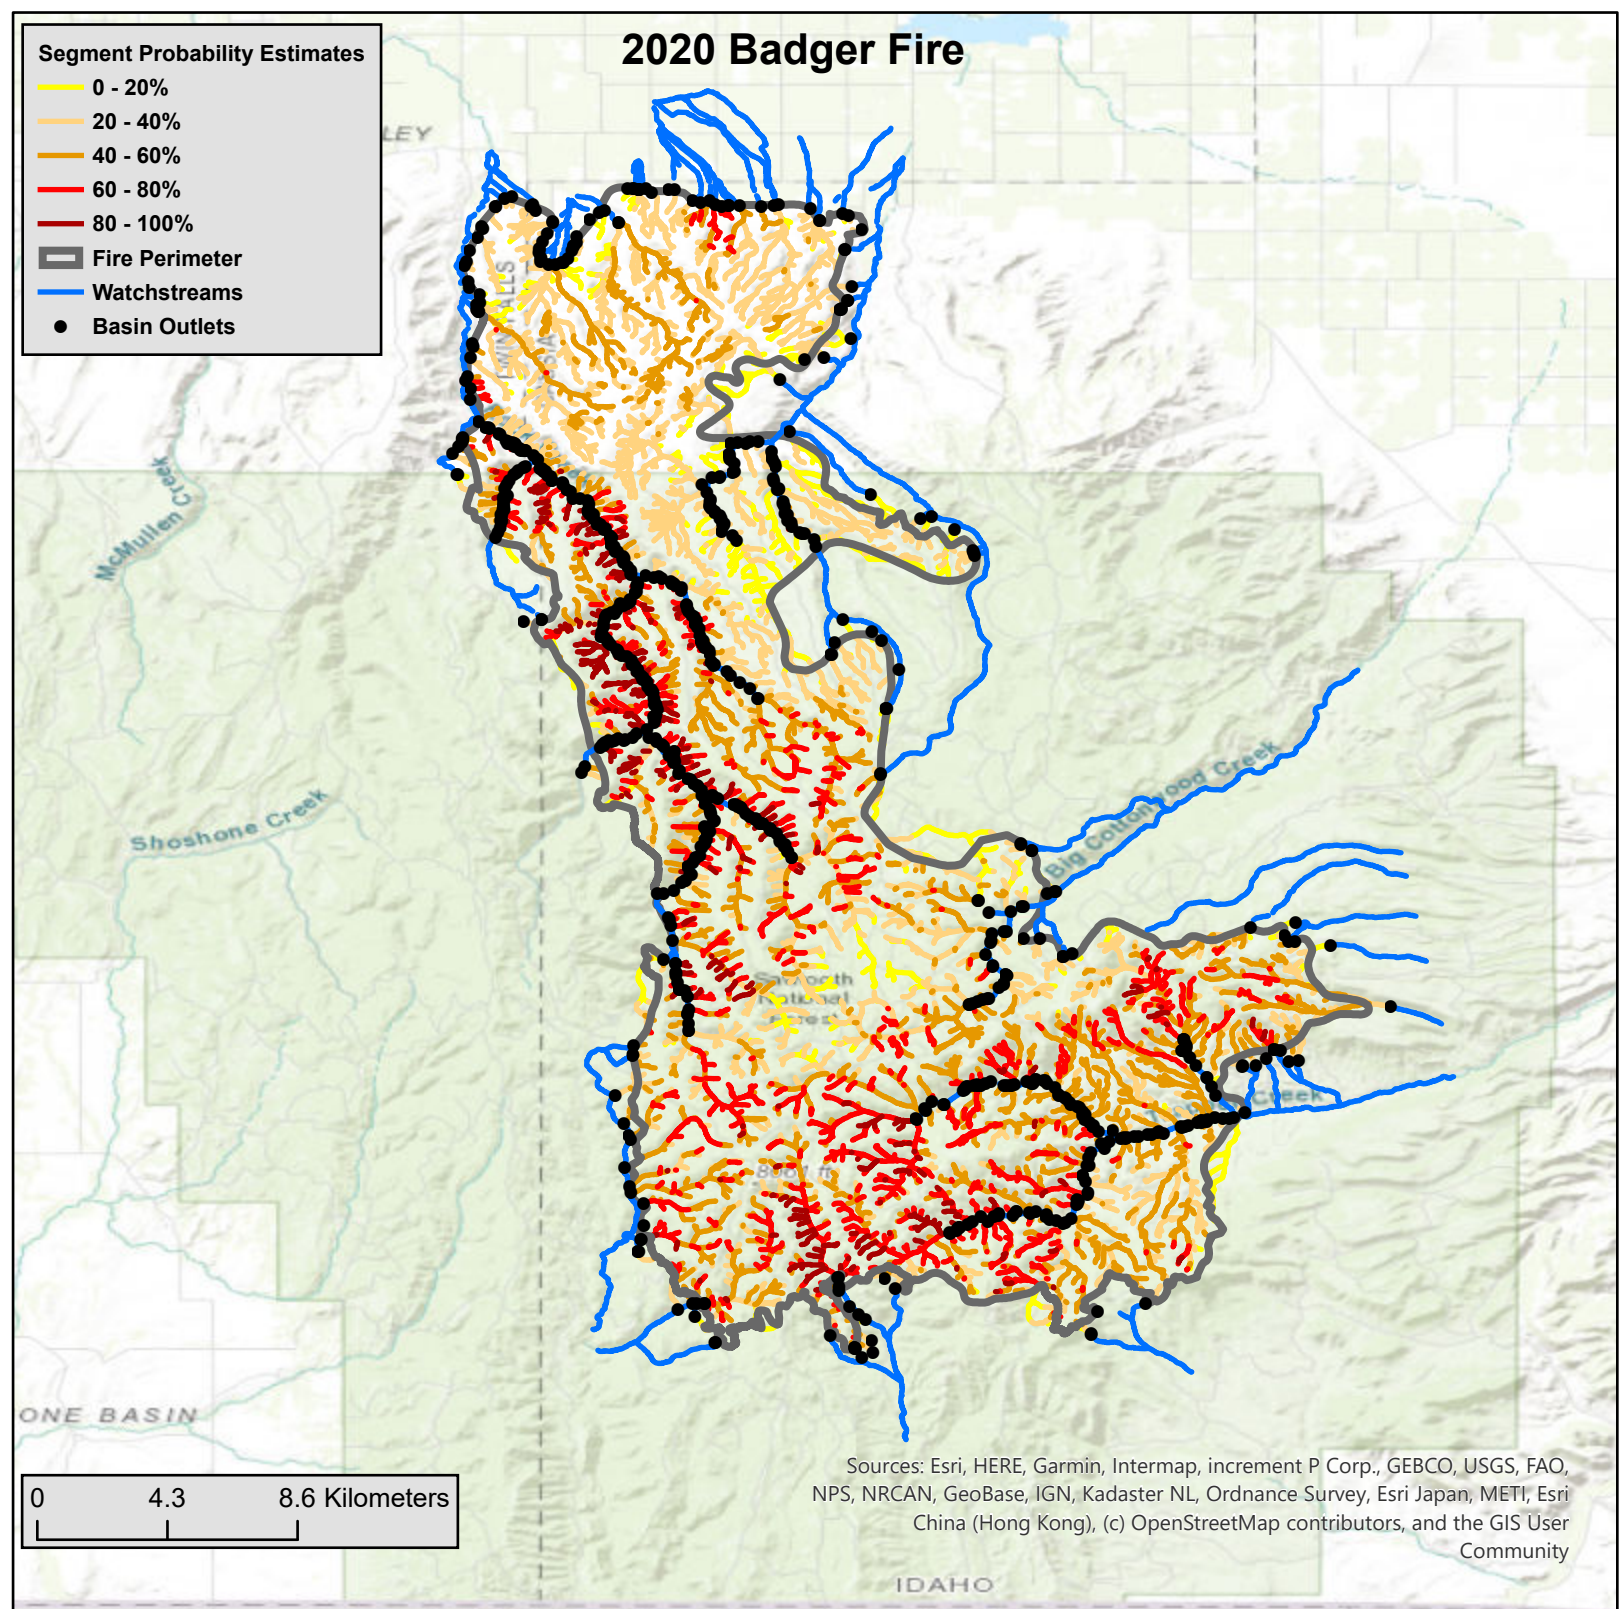 2020 Badger Fire
Segment Probability Estimates
0 - 20%
20 - 40%
40 - 60%
60 - 80%
80 - 100%
Fire Perimeter
Watchstreams
Basin Outlets
LEY
McMullen Creek
Shoshone Creek
Big Cottonwood Creek
National
Creek
ONE BASIN
0 4.3 8.6 Kilometers
Sources: Esri, HERE, Garmin, Intermap, increment P Corp., GEBCO, USGS, FAO,
NPS, NRCAN, GeoBase, IGN, Kadaster NL, Ordnance Survey, Esri Japan, METI, Esri
China (Hong Kong), (c) OpenStreetMap contributors, and the GIS User
Community
IDAHO